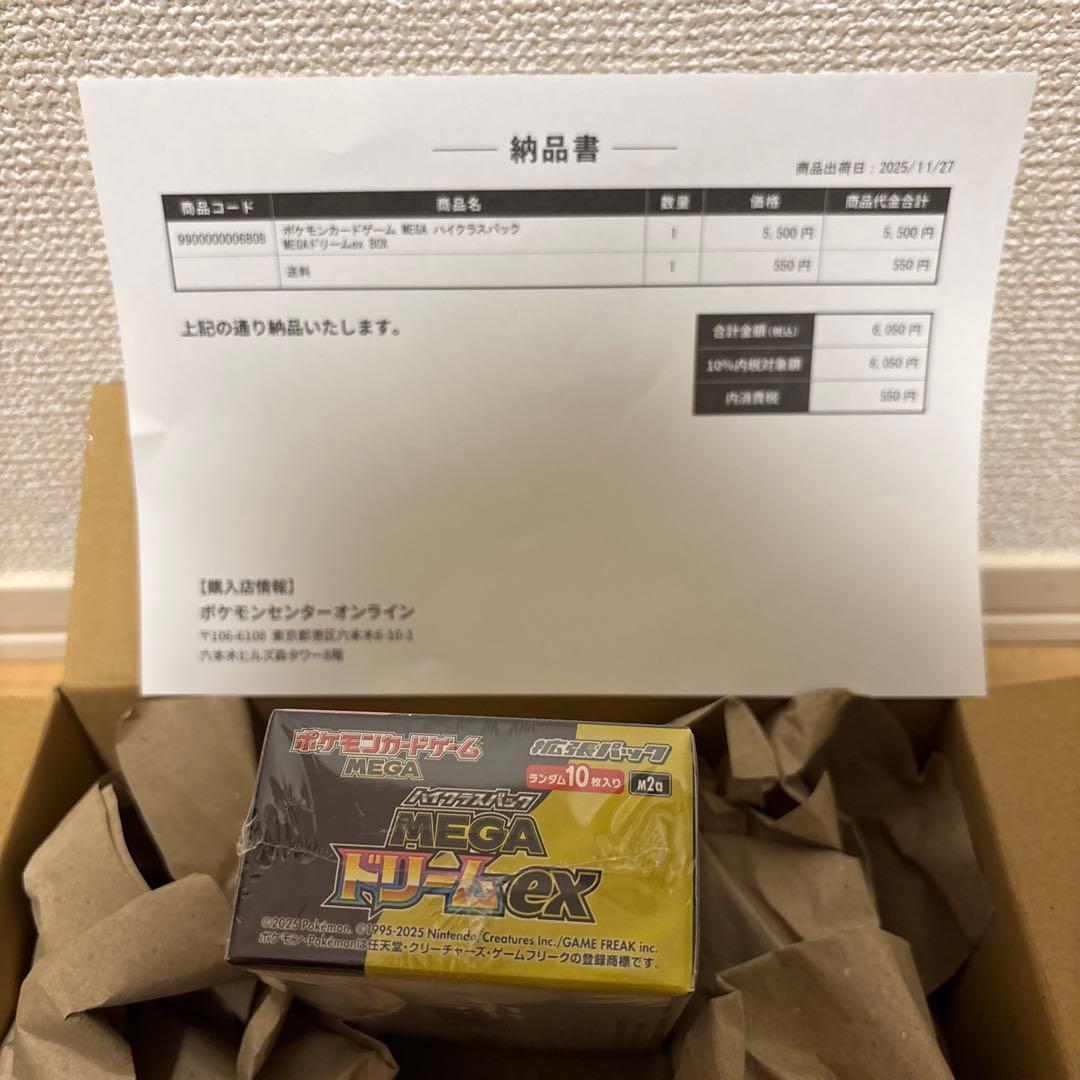 納品書
商品出荷日：2025/11/27
商品コード 商品名 数量 価格 商品代金合計
9900000006808 ポケモンカードゲーム MEGA ハイクラスパック 1 5,500 円 5,500 円
MEGAドリームex BOX
送料 1 550 円 550 円
上記の通り納品いたします。
合計金額(税込) 6,050 円
10%内税対象額 6,050 円
内消費税 550 円
【購入店情報】
ポケモンセンターオンライン
〒106-6108 東京都港区六本木6-10-1
六本木ヒルズ森タワー8階
ポケモンカードゲーム
MEGA
拡張パック
ランダム10枚入り M2a
ハイクラスパック
MEGA
ドリームex
©2025 Pokémon. ©1995-2025 Nintendo/Creatures Inc./GAME FREAK inc.
ポケモン・Pokémonは任天堂・クリーチャーズ・ゲームフリークの登録商標です。